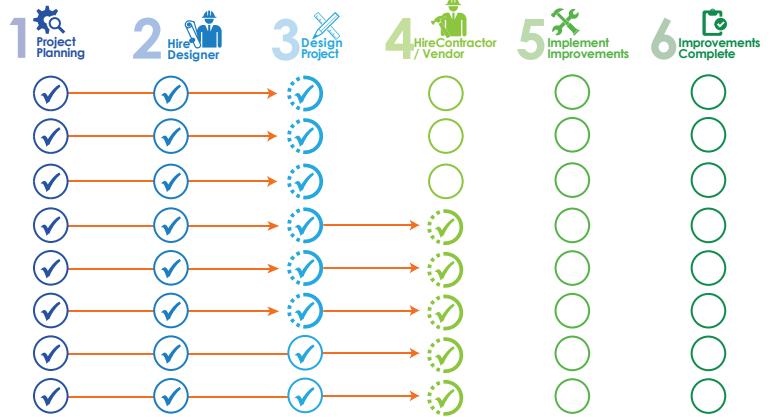 1 Project
Planning
2 Hire
Designer
3 Design
Project
4 HireContractor
/ Vendor
5 Implement
Improvements
6 Improvements
Complete